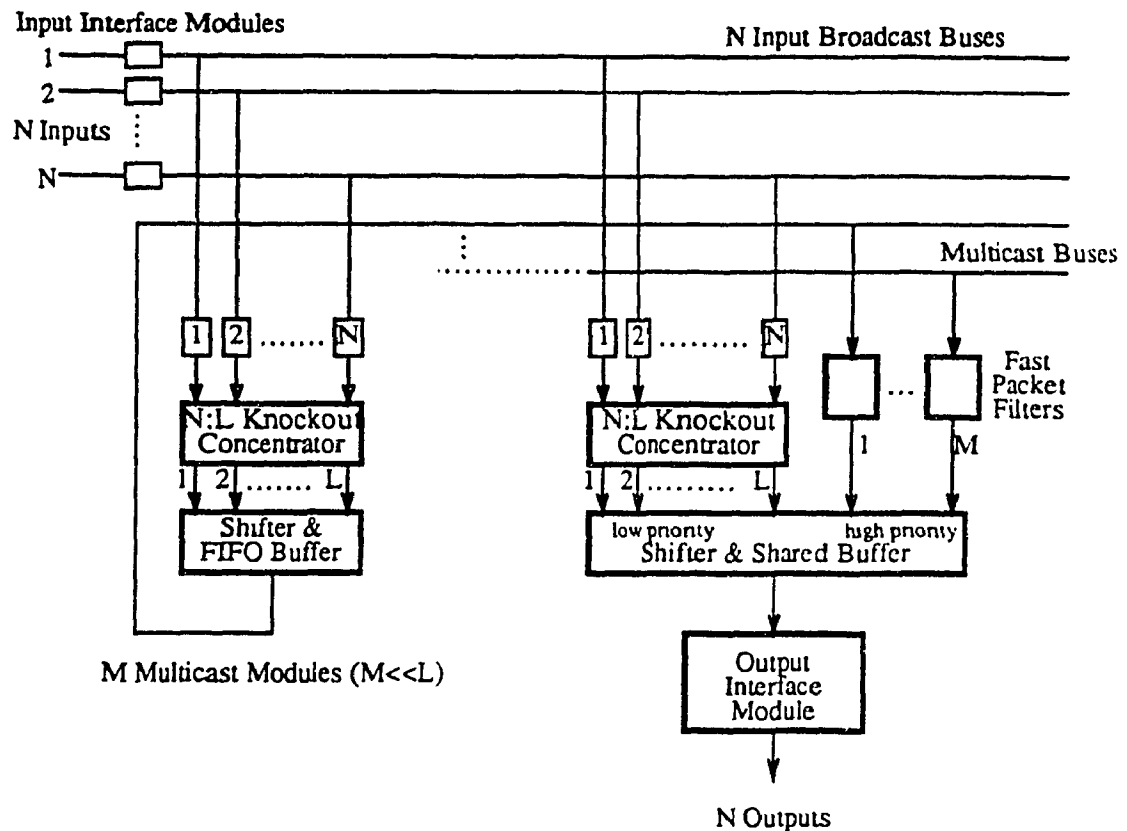 Input Interface Modules
N Input Broadcast Buses
1
2
N Inputs
N
Multicast Buses
1 2 ....... N
1 2 ......... N
Fast
Packet
Filters
...
N:L Knockout
Concentrator
N:L Knockout
Concentrator
1 M
1 2 ....... L
1 2 ......... L
Shifter &
FIFO Buffer
low priority high priority
Shifter & Shared Buffer
M Multicast Modules (M<<L)
Output
Interface
Module
N Outputs